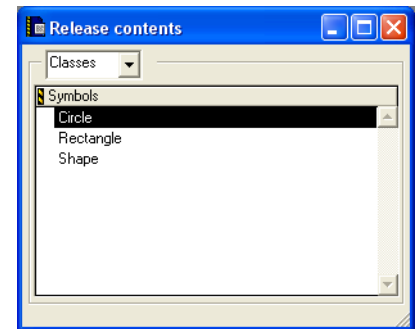 Release contents
Classes
Symbols
Circle
Rectangle
Shape